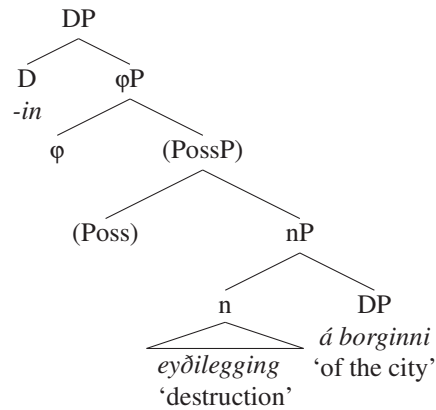 DP
D φP
-in
φ (PossP)
(Poss) nP
n DP
eyðilegging á borginni
'destruction' 'of the city'